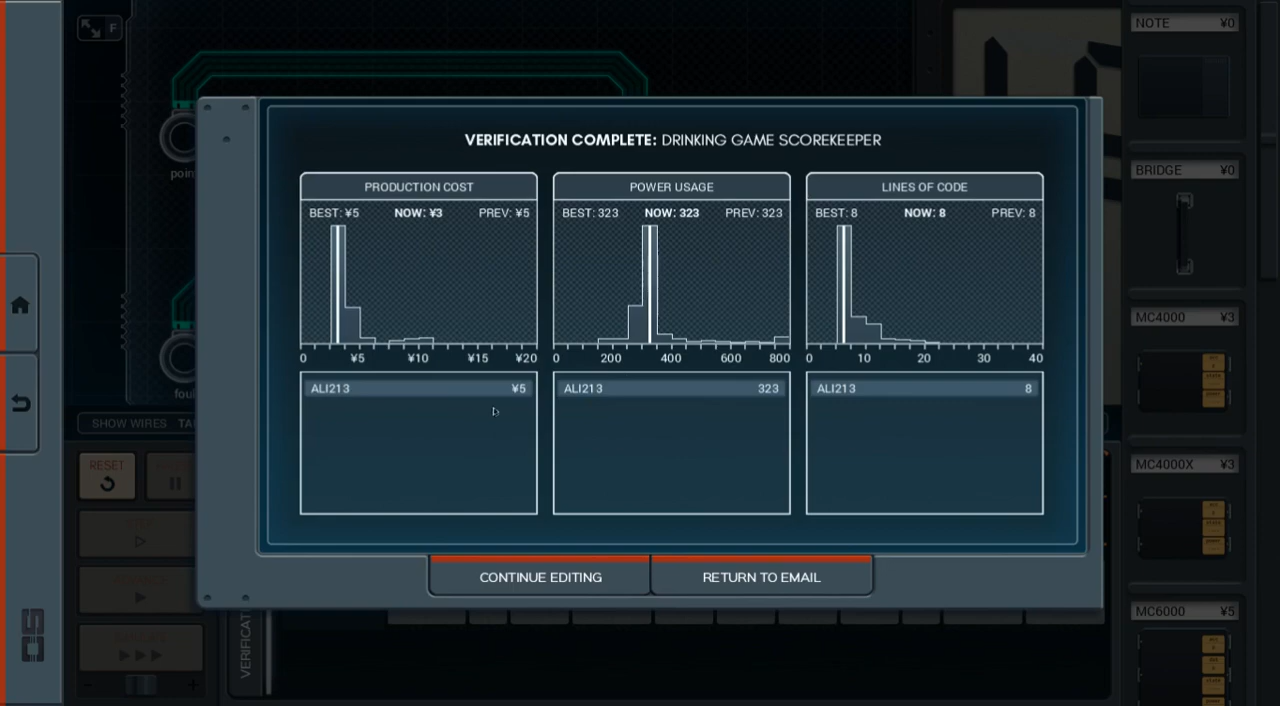 F
NOTE ¥0
VERIFICATION COMPLETE: DRINKING GAME SCOREKEEPER
BRIDGE ¥0
PRODUCTION COST
POWER USAGE
LINES OF CODE
BEST: ¥5 NOW: ¥3 PREV: ¥5
BEST: 323 NOW: 323 PREV: 323
BEST: 8 NOW: 8 PREV: 8
MC4000 ¥3
0 ¥5 ¥10 ¥15 ¥20
0 200 400 600 800
0 10 20 30 40
ALI213 ¥5
ALI213 323
ALI213 8
SHOW WIRES
RESET
MC4000X ¥3
CONTINUE EDITING
RETURN TO EMAIL
MC6000 ¥5